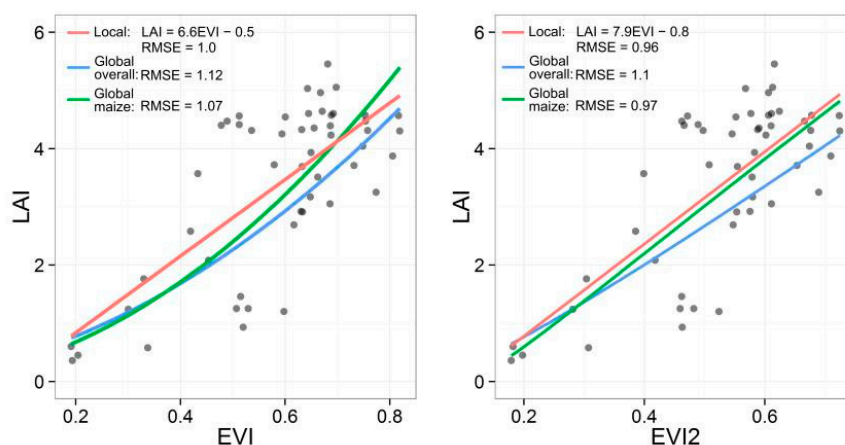 Local: LAI = 6.6EVI − 0.5
RMSE = 1.0
Global
overall: RMSE = 1.12
Global
maize: RMSE = 1.07
6
4
2
0
LAI
0.2 0.4 0.6 0.8
EVI
Local: LAI = 7.9EVI − 0.8
RMSE = 0.96
Global
overall: RMSE = 1.1
Global
maize: RMSE = 0.97
6
4
2
0
LAI
0.2 0.4 0.6
EVI2